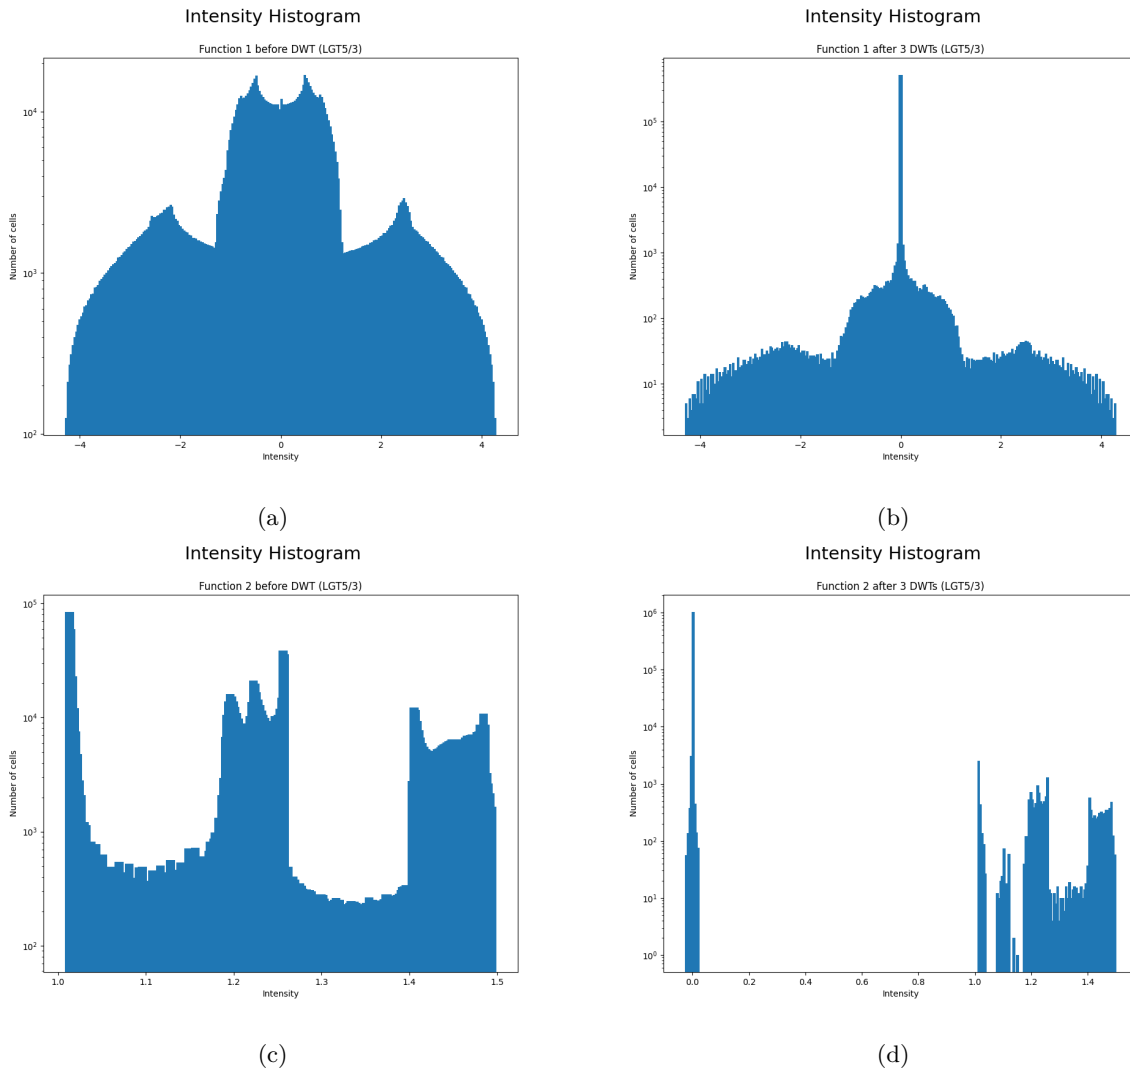 Intensity Histogram
Function 1 before DWT (LGT5/3)
Number of cells
10^4
10^3
10^2
−4 −2 0 2 4
Intensity
(a)
Intensity Histogram
Function 1 after 3 DWTs (LGT5/3)
Number of cells
10^5
10^4
10^3
10^2
10^1
−4 −2 0 2 4
Intensity
(b)
Intensity Histogram
Function 2 before DWT (LGT5/3)
Number of cells
10^5
10^4
10^3
10^2
1.0 1.1 1.2 1.3 1.4 1.5
Intensity
(c)
Intensity Histogram
Function 2 after 3 DWTs (LGT5/3)
Number of cells
10^6
10^5
10^4
10^3
10^2
10^1
10^0
0.0 0.2 0.4 0.6 0.8 1.0 1.2 1.4
Intensity
(d)